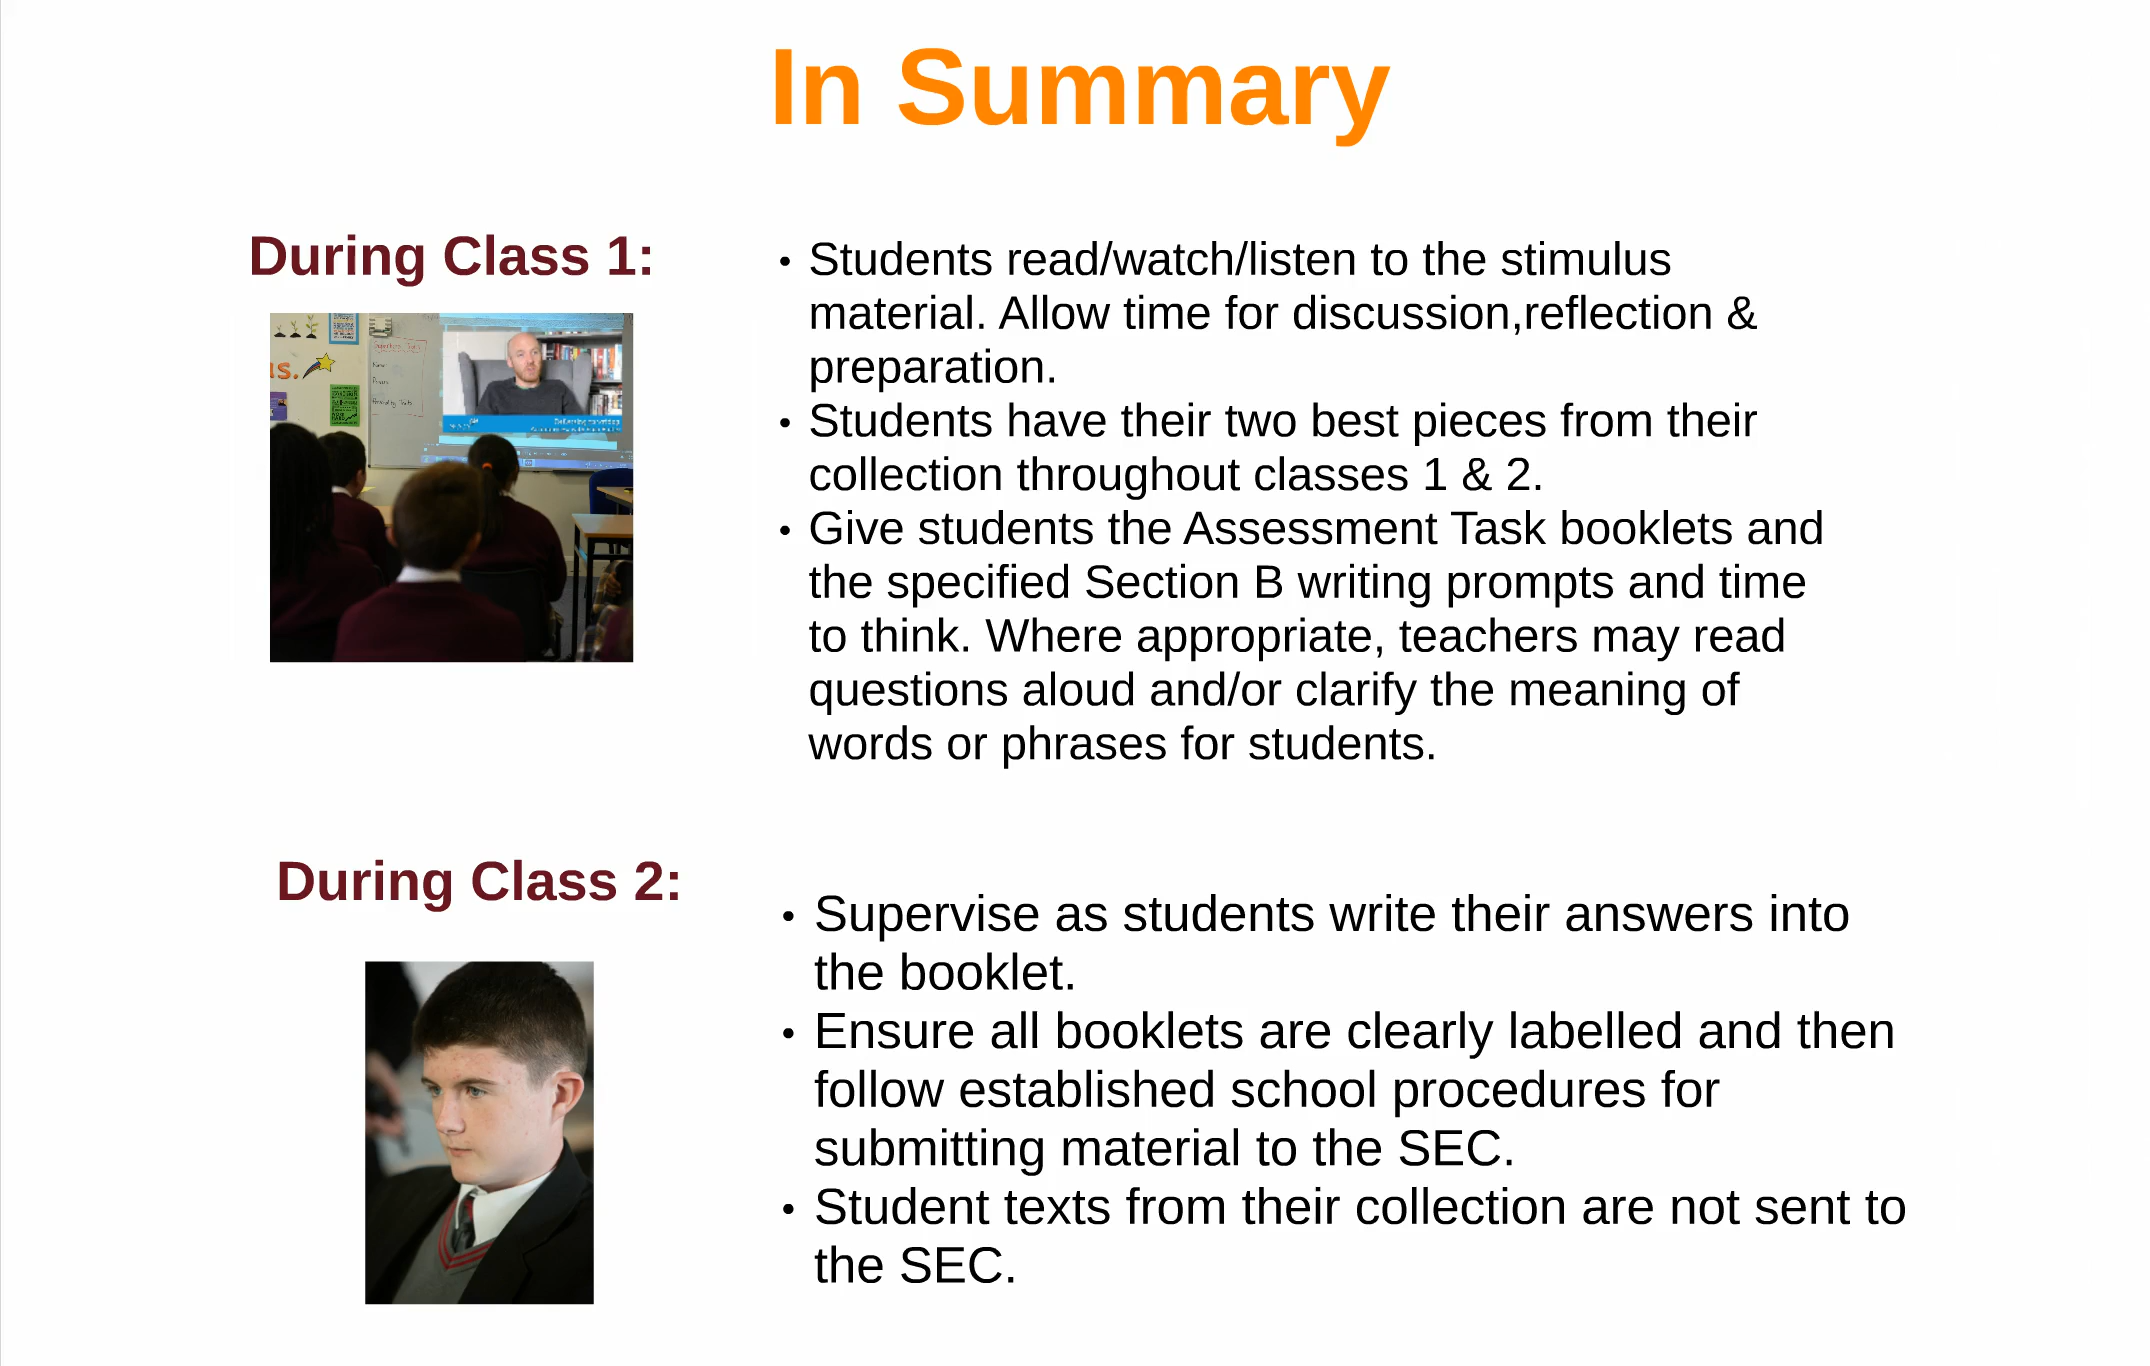 In Summary
During Class 1:
• Students read/watch/listen to the stimulus
material. Allow time for discussion,reflection &
preparation.
• Students have their two best pieces from their
collection throughout classes 1 & 2.
• Give students the Assessment Task booklets and
the specified Section B writing prompts and time
to think. Where appropriate, teachers may read
questions aloud and/or clarify the meaning of
words or phrases for students.
us.
During Class 2:
• Supervise as students write their answers into
the booklet.
• Ensure all booklets are clearly labelled and then
follow established school procedures for
submitting material to the SEC.
• Student texts from their collection are not sent to
the SEC.